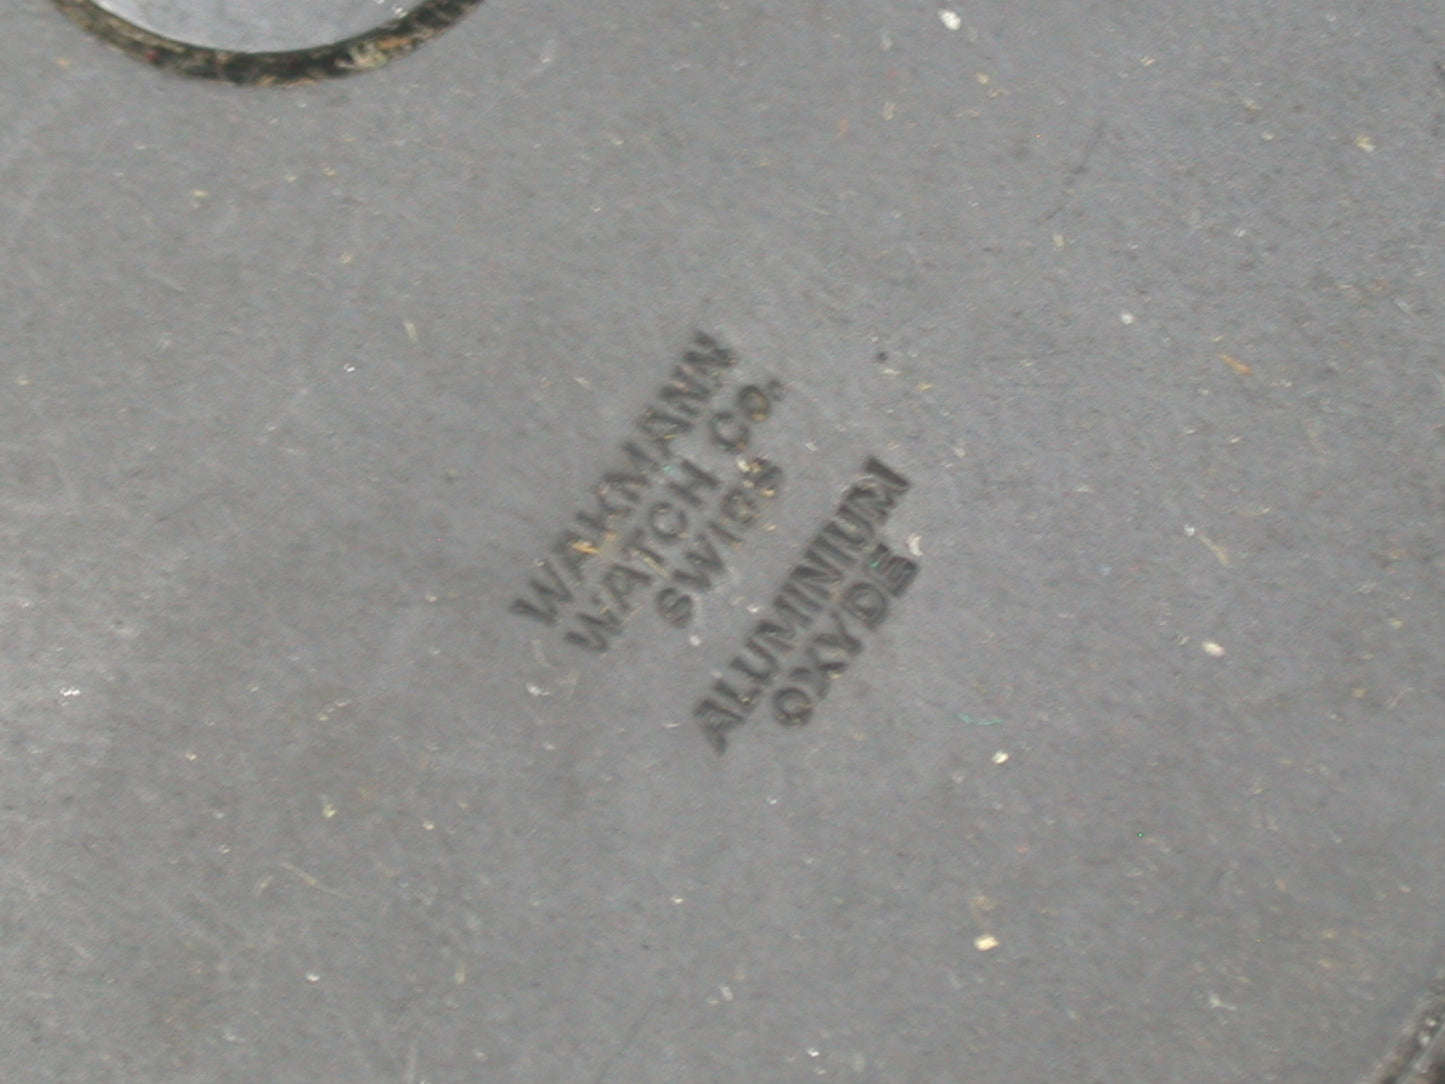 WAKMANN
WATCH Co.
SWISS
ALUMINIUM
OXYDE